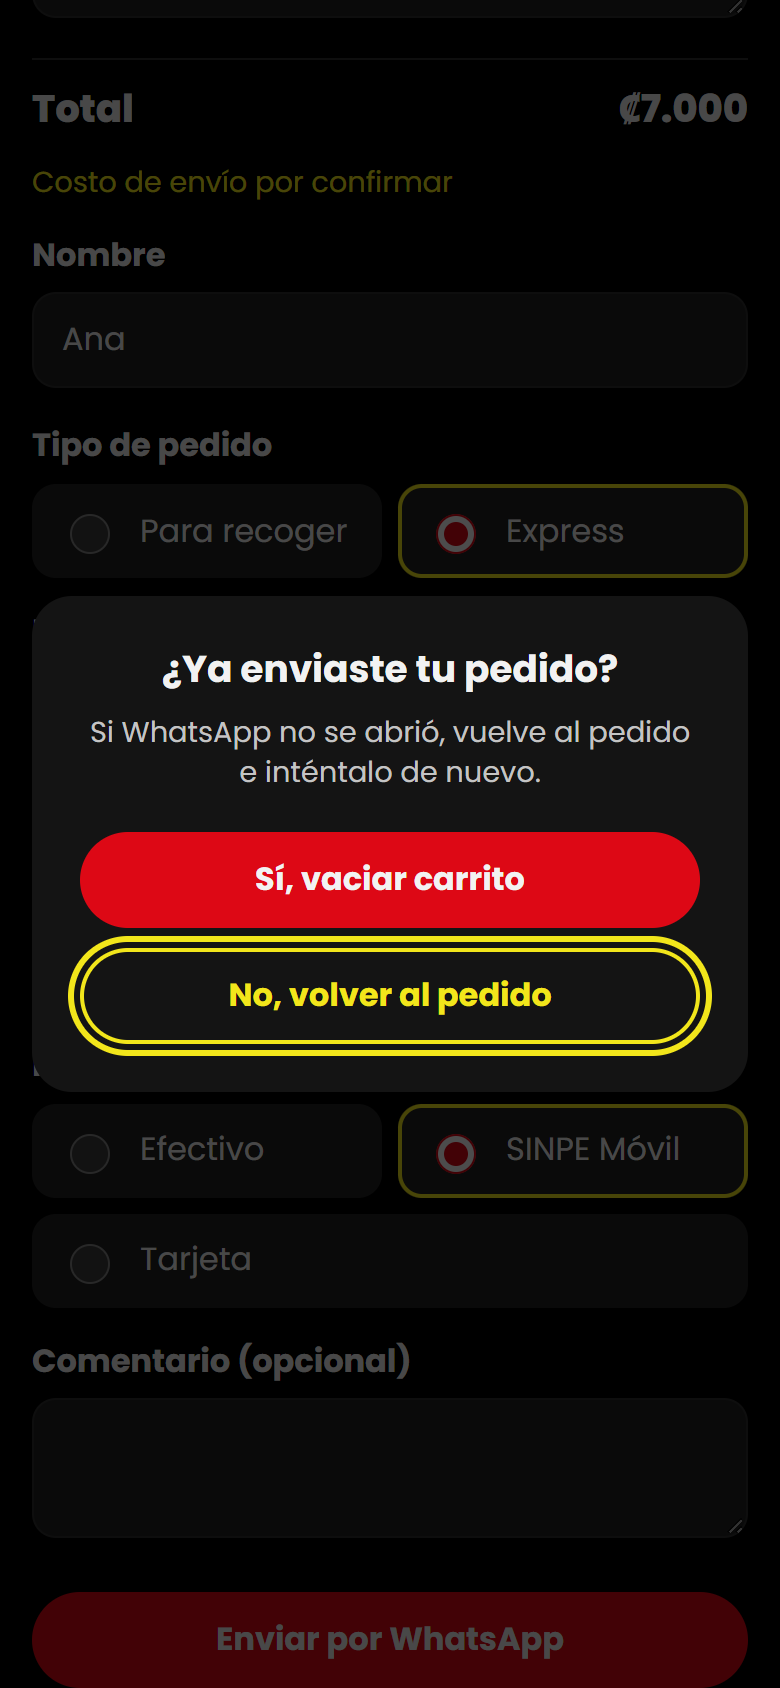 Total ₡7.000
Costo de envío por confirmar
Nombre
Ana
Tipo de pedido
Para recoger Express
¿Ya enviaste tu pedido?
Si WhatsApp no se abrió, vuelve al pedido
e inténtalo de nuevo.
Sí, vaciar carrito
No, volver al pedido
Efectivo SINPE Móvil
Tarjeta
Comentario (opcional)
Enviar por WhatsApp